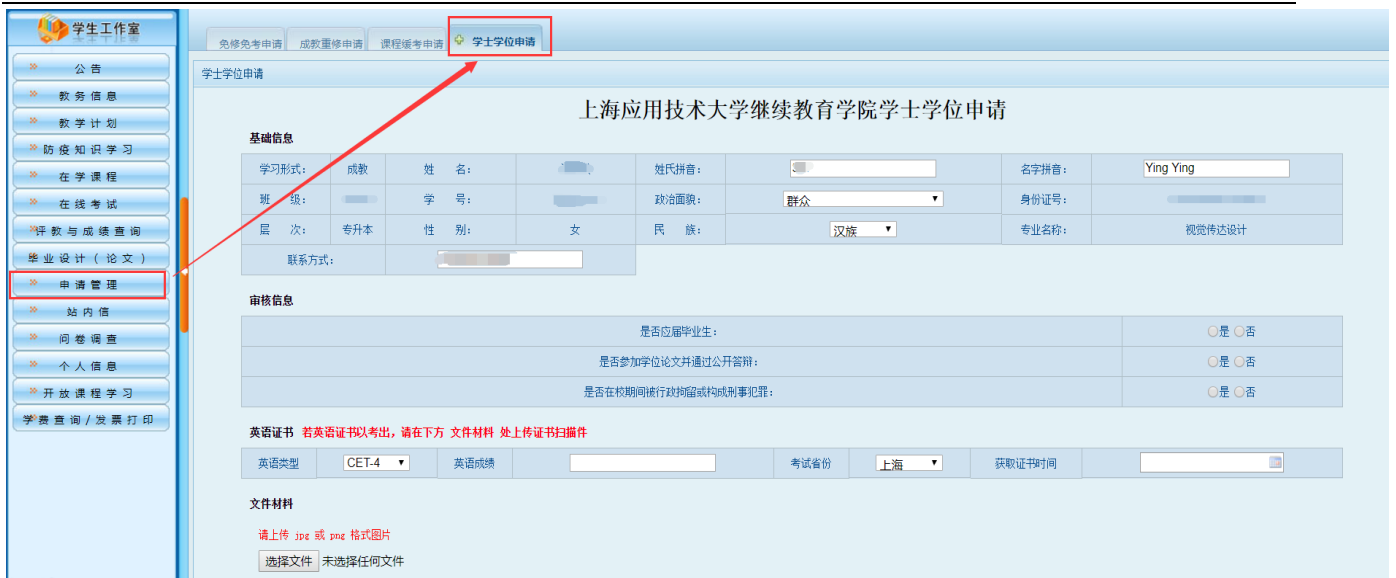 学生工作室
公告
教务信息
教学计划
防疫知识学习
在学课程
在线考试
评教与成绩查询
毕业设计(论文)
申请管理
站内信
问卷调查
个人信息
开放课程学习
学费查询/发票打印
免修免考申请 成教重修申请 课程缓考申请 学士学位申请
学士学位申请
上海应用技术大学继续教育学院学士学位申请
基础信息
学习形式: 成教 姓 名: 姓氏拼音: 名字拼音: Ying Ying
班 级: 学 号: 政治面貌: 群众 身份证号:
层 次: 专升本 性 别: 女 民 族: 汉族 专业名称: 视觉传达设计
联系方式:
审核信息
是否应届毕业生: 是 否
是否参加学位论文并通过公开答辩: 是 否
是否在校期间被行政拘留或构成刑事犯罪: 是 否
英语证书 若英语证书以考出,请在下方 文件材料 处上传证书扫描件
英语类型 CET-4 英语成绩 考试省份 上海 获取证书时间
文件材料
请上传 jpg 或 png 格式图片
选择文件 未选择任何文件